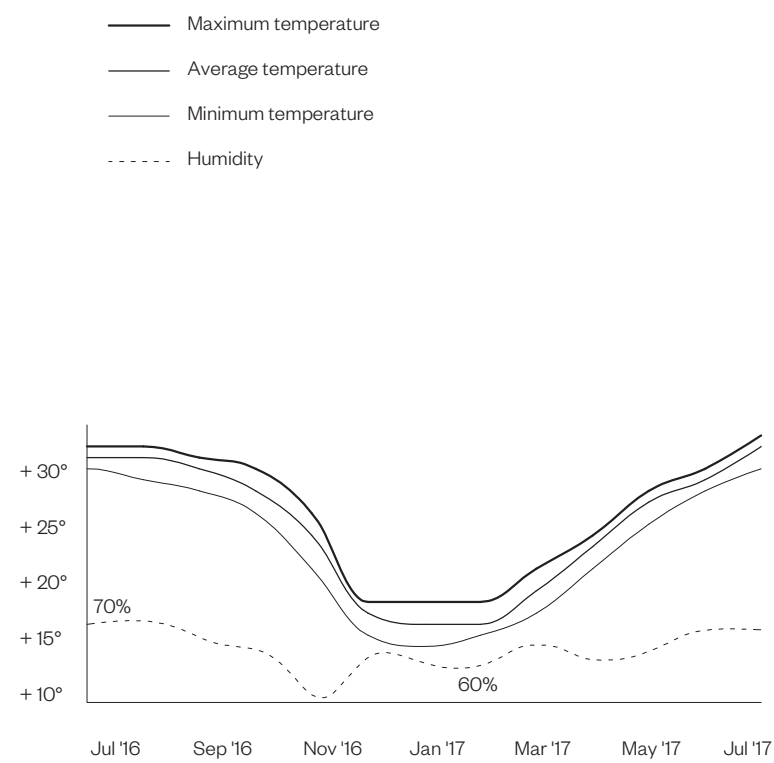 Maximum temperature
Average temperature
Minimum temperature
Humidity
+ 30°
+ 25°
+ 20°
70%
+ 15°
60%
+ 10°
Jul '16 Sep '16 Nov '16 Jan '17 Mar '17 May '17 Jul '17